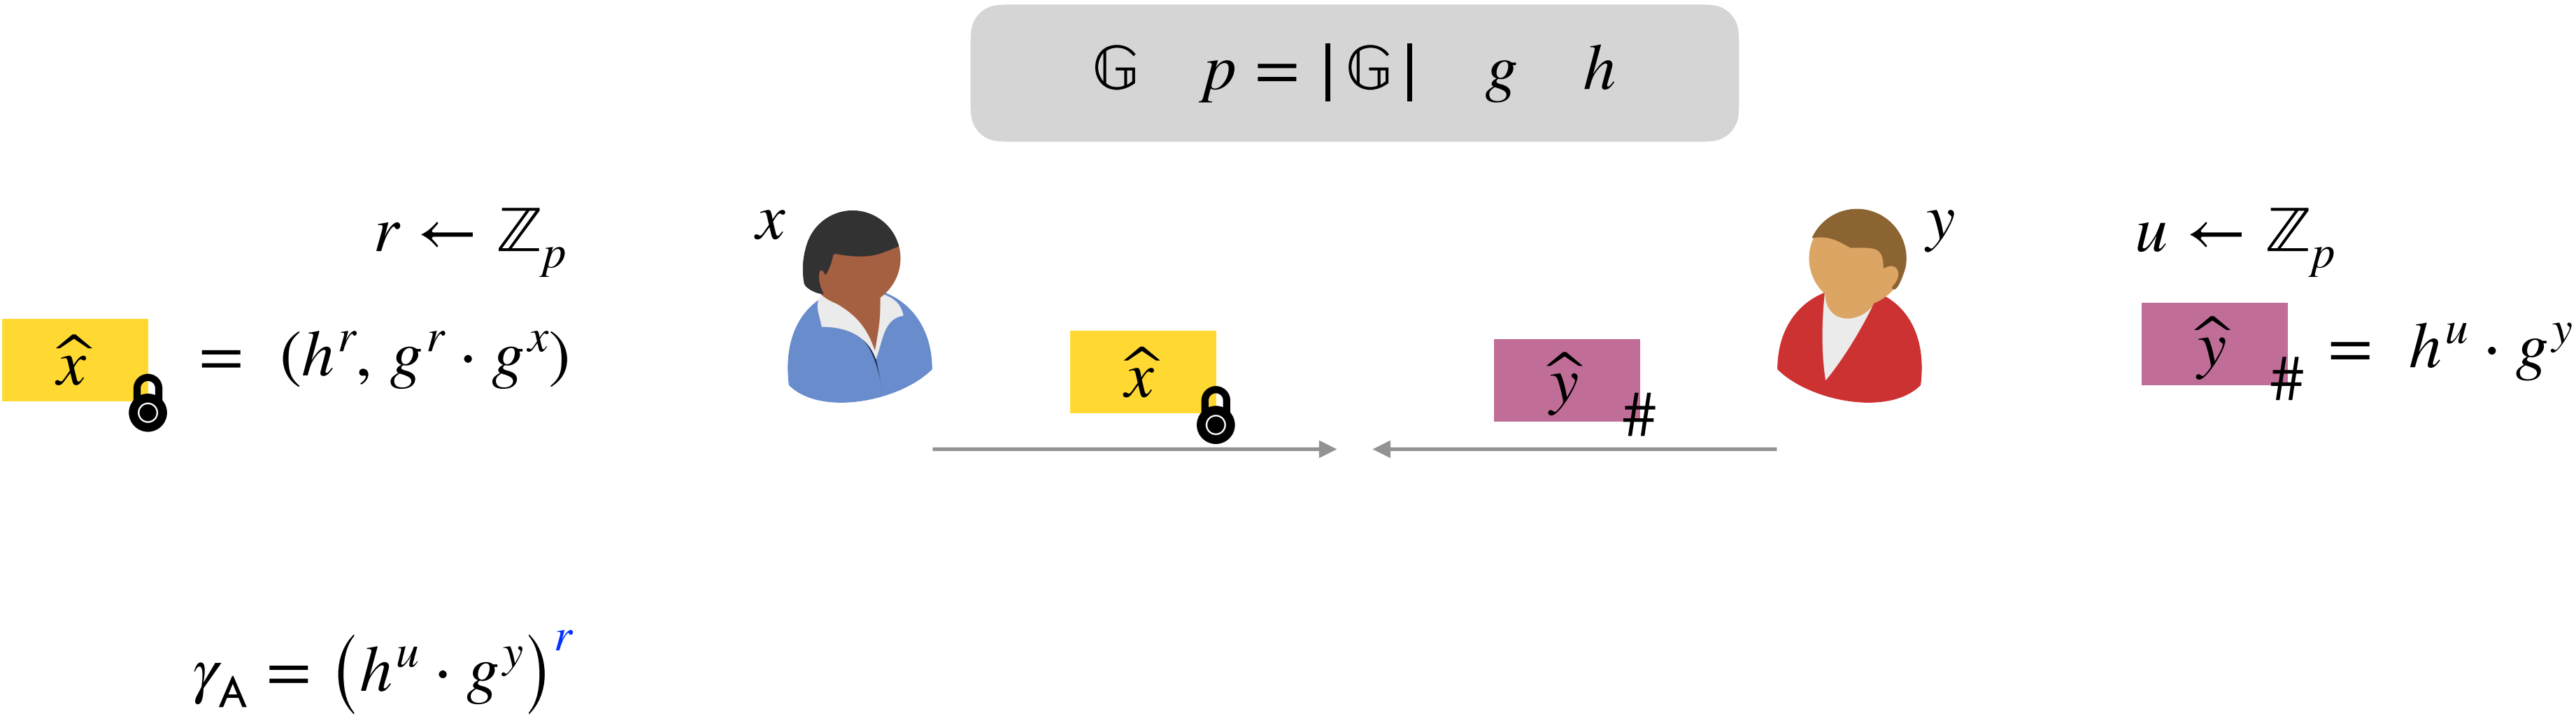 𝔾 p = |𝔾| g h
r ← ℤ_p
x
y
u ← ℤ_p
x̂ = (h^r, g^r · g^x)
x̂
ŷ #
ŷ # = h^u · g^y
γ_A = (h^u · g^y)^r